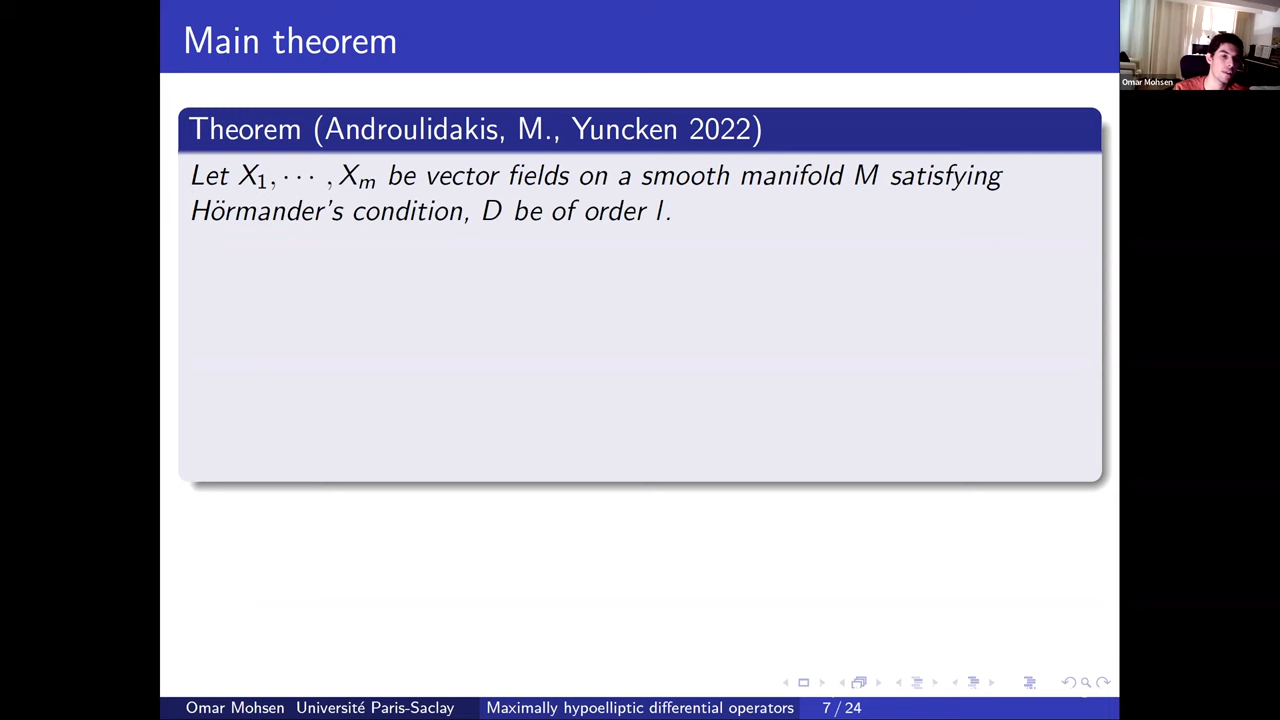 Main theorem
Omar Mohsen
Theorem (Androulidakis, M., Yuncken 2022)
Let X₁, ··· , Xₘ be vector fields on a smooth manifold M satisfying
Hörmander's condition, D be of order l.
Omar Mohsen Université Paris-Saclay Maximally hypoelliptic differential operators 7 / 24